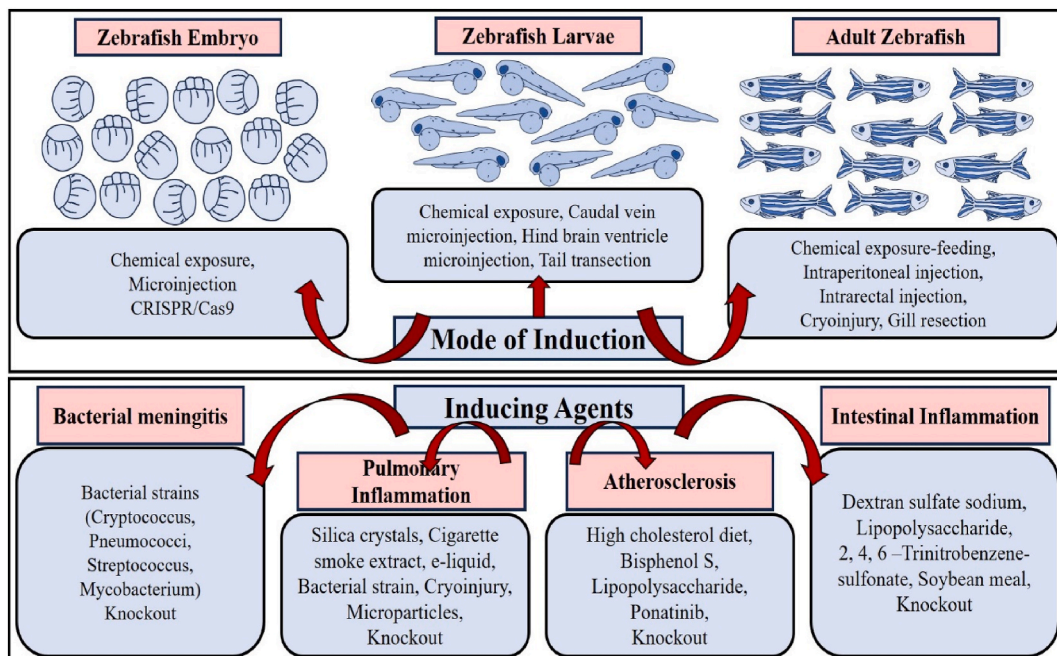 Zebrafish Embryo
Zebrafish Larvae
Adult Zebrafish
Chemical exposure,
Microinjection
CRISPR/Cas9
Chemical exposure, Caudal vein
microinjection, Hind brain ventricle
microinjection, Tail transection
Chemical exposure-feeding,
Intraperitoneal injection,
Intrarectal injection,
Cryoinjury, Gill resection
Mode of Induction
Inducing Agents
Bacterial meningitis
Bacterial strains
(Cryptococcus,
Pneumococci,
Streptococcus,
Mycobacterium)
Knockout
Pulmonary
Inflammation
Silica crystals, Cigarette
smoke extract, e-liquid,
Bacterial strain, Cryoinjury,
Microparticles,
Knockout
Atherosclerosis
High cholesterol diet,
Bisphenol S,
Lipopolysaccharide,
Ponatinib,
Knockout
Intestinal Inflammation
Dextran sulfate sodium,
Lipopolysaccharide,
2, 4, 6 –Trinitrobenzene-
sulfonate, Soybean meal,
Knockout